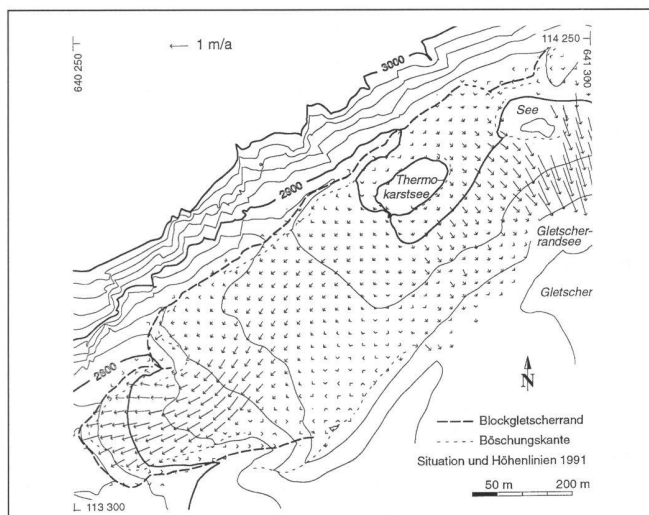 640 250
← 1 m/a
114 250
641 300
3000
See
2900
Thermo-
karstsee
Gletscher-
randsee
Gletscher
2800
N
Blockgletscherrand
Böschungskante
Situation und Höhenlinien 1991
50 m 200 m
113 300